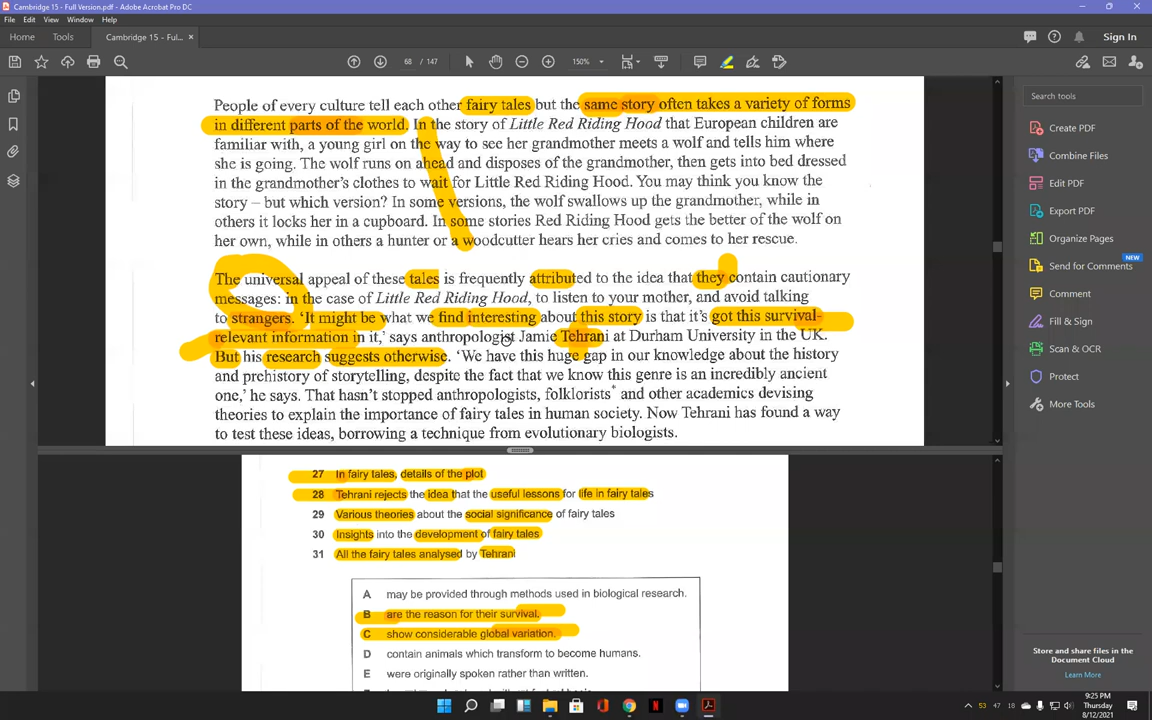 Cambridge 15 - Full Version.pdf - Adobe Acrobat Pro DC
File Edit View Window Help
Home Tools Cambridge 15 - Ful... × Sign In
68 / 147 150%
People of every culture tell each other fairy tales but the same story often takes a variety of forms
in different parts of the world. In the story of Little Red Riding Hood that European children are
familiar with, a young girl on the way to see her grandmother meets a wolf and tells him where
she is going. The wolf runs on ahead and disposes of the grandmother, then gets into bed dressed
in the grandmother's clothes to wait for Little Red Riding Hood. You may think you know the
story – but which version? In some versions, the wolf swallows up the grandmother, while in
others it locks her in a cupboard. In some stories Red Riding Hood gets the better of the wolf on
her own, while in others a hunter or a woodcutter hears her cries and comes to her rescue.
The universal appeal of these tales is frequently attributed to the idea that they contain cautionary
messages: in the case of Little Red Riding Hood, to listen to your mother, and avoid talking
to strangers. 'It might be what we find interesting about this story is that it's got this survival-
relevant information in it,' says anthropologist Jamie Tehrani at Durham University in the UK.
But his research suggests otherwise. 'We have this huge gap in our knowledge about the history
and prehistory of storytelling, despite the fact that we know this genre is an incredibly ancient
one,' he says. That hasn't stopped anthropologists, folklorists* and other academics devising
theories to explain the importance of fairy tales in human society. Now Tehrani has found a way
to test these ideas, borrowing a technique from evolutionary biologists.
27 In fairy tales, details of the plot
28 Tehrani rejects the idea that the useful lessons for life in fairy tales
29 Various theories about the social significance of fairy tales
30 Insights into the development of fairy tales
31 All the fairy tales analysed by Tehrani
A may be provided through methods used in biological research.
B are the reason for their survival.
C show considerable global variation.
D contain animals which transform to become humans.
E were originally spoken rather than written.
Search tools
Create PDF
Combine Files
Edit PDF
Export PDF
Organize Pages
NEW
Send for Comments
Comment
Fill & Sign
Scan & OCR
Protect
More Tools
Store and share files in the
Document Cloud
Learn More
53 47 18
9:25 PM
Thursday
8/12/2021